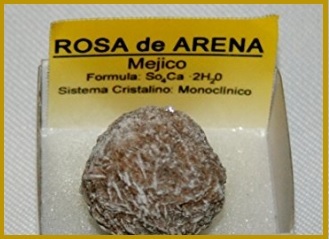 ROSA de ARENA
Mejico
Formula: So₄Ca ·2H₂0
Sistema Cristalino: Monoclínico